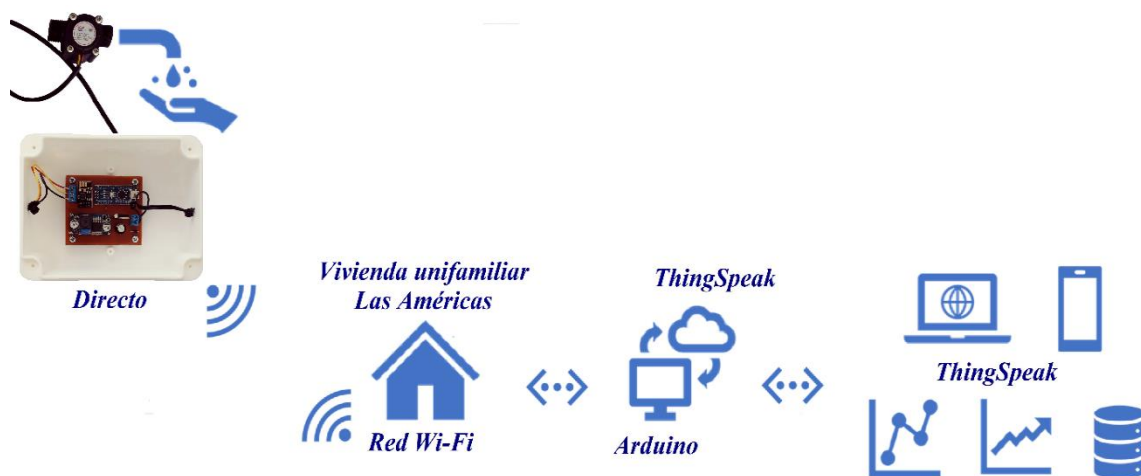 Directo
Vivienda unifamiliar
Las Américas
Red Wi-Fi
ThingSpeak
Arduino
ThingSpeak